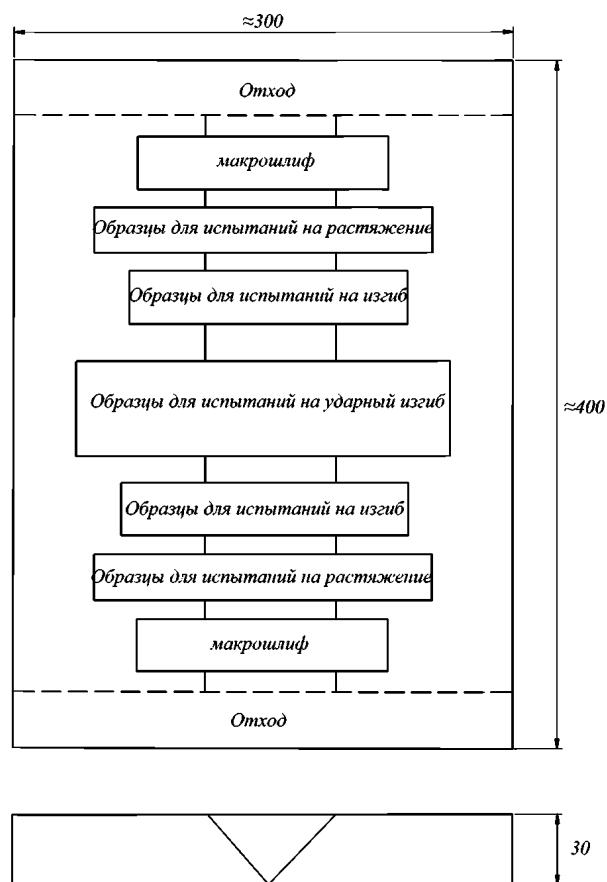 ≈300
Отход
макрошлиф
Образцы для испытаний на растяжение
Образцы для испытаний на изгиб
Образцы для испытаний на ударный изгиб
≈400
Образцы для испытаний на изгиб
Образцы для испытаний на растяжение
макрошлиф
Отход
30